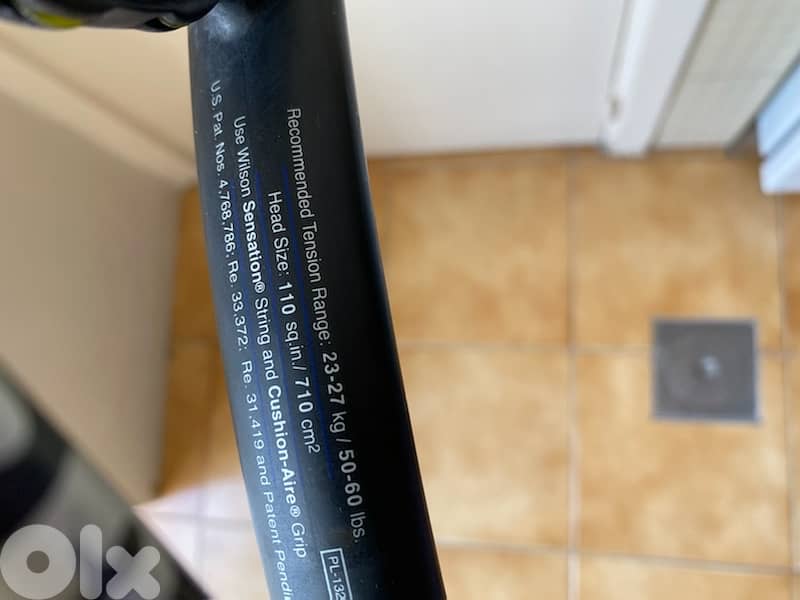 Recommended Tension Range: 23-27 kg / 50-60 lbs.
Head Size: 110 sq.in./ 710 cm2
Use Wilson Sensation® String and Cushion-Aire® Grip
U.S. Pat. Nos. 4,768,786; Re. 33,372; Re. 31,419 and Patent Pendin
PL-132
olx